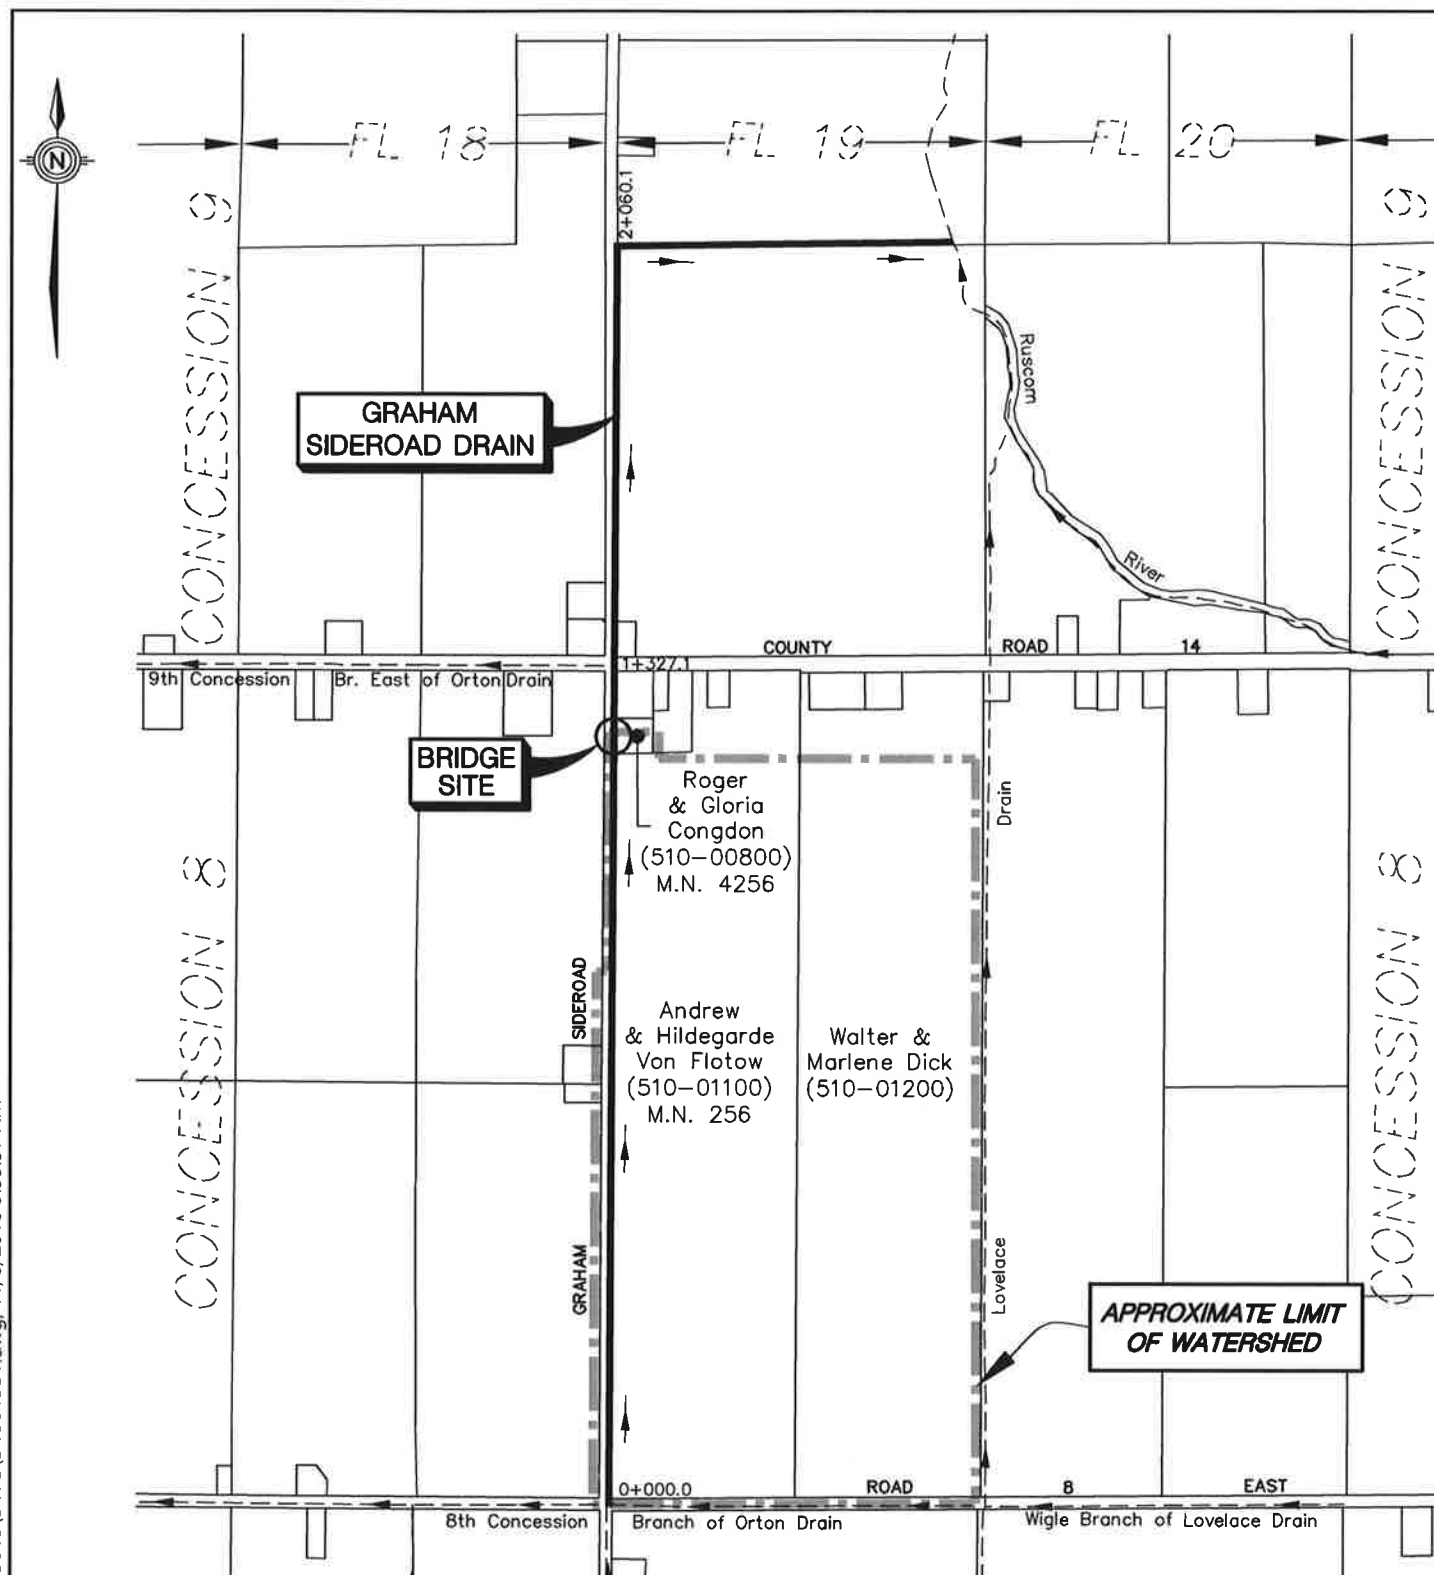 N
FL 18
FL 19
FL 20
CONCESSION 9
CONCESSION 9
2+060.1
GRAHAM
SIDEROAD DRAIN
Ruscom
River
COUNTY ROAD 14
1+327.1
9th Concession Br. East of Orton Drain
BRIDGE
SITE
Roger
& Gloria
Congdon
(510-00800)
M.N. 4256
Drain
CONCESSION 8
CONCESSION 8
SIDEROAD
Andrew
& Hildegarde
Von Flotow
(510-01100)
M.N. 256
Walter &
Marlene Dick
(510-01200)
GRAHAM
Lovelace
APPROXIMATE LIMIT
OF WATERSHED
0+000.0
ROAD 8 EAST
8th Concession Branch of Orton Drain
Wigle Branch of Lovelace Drain